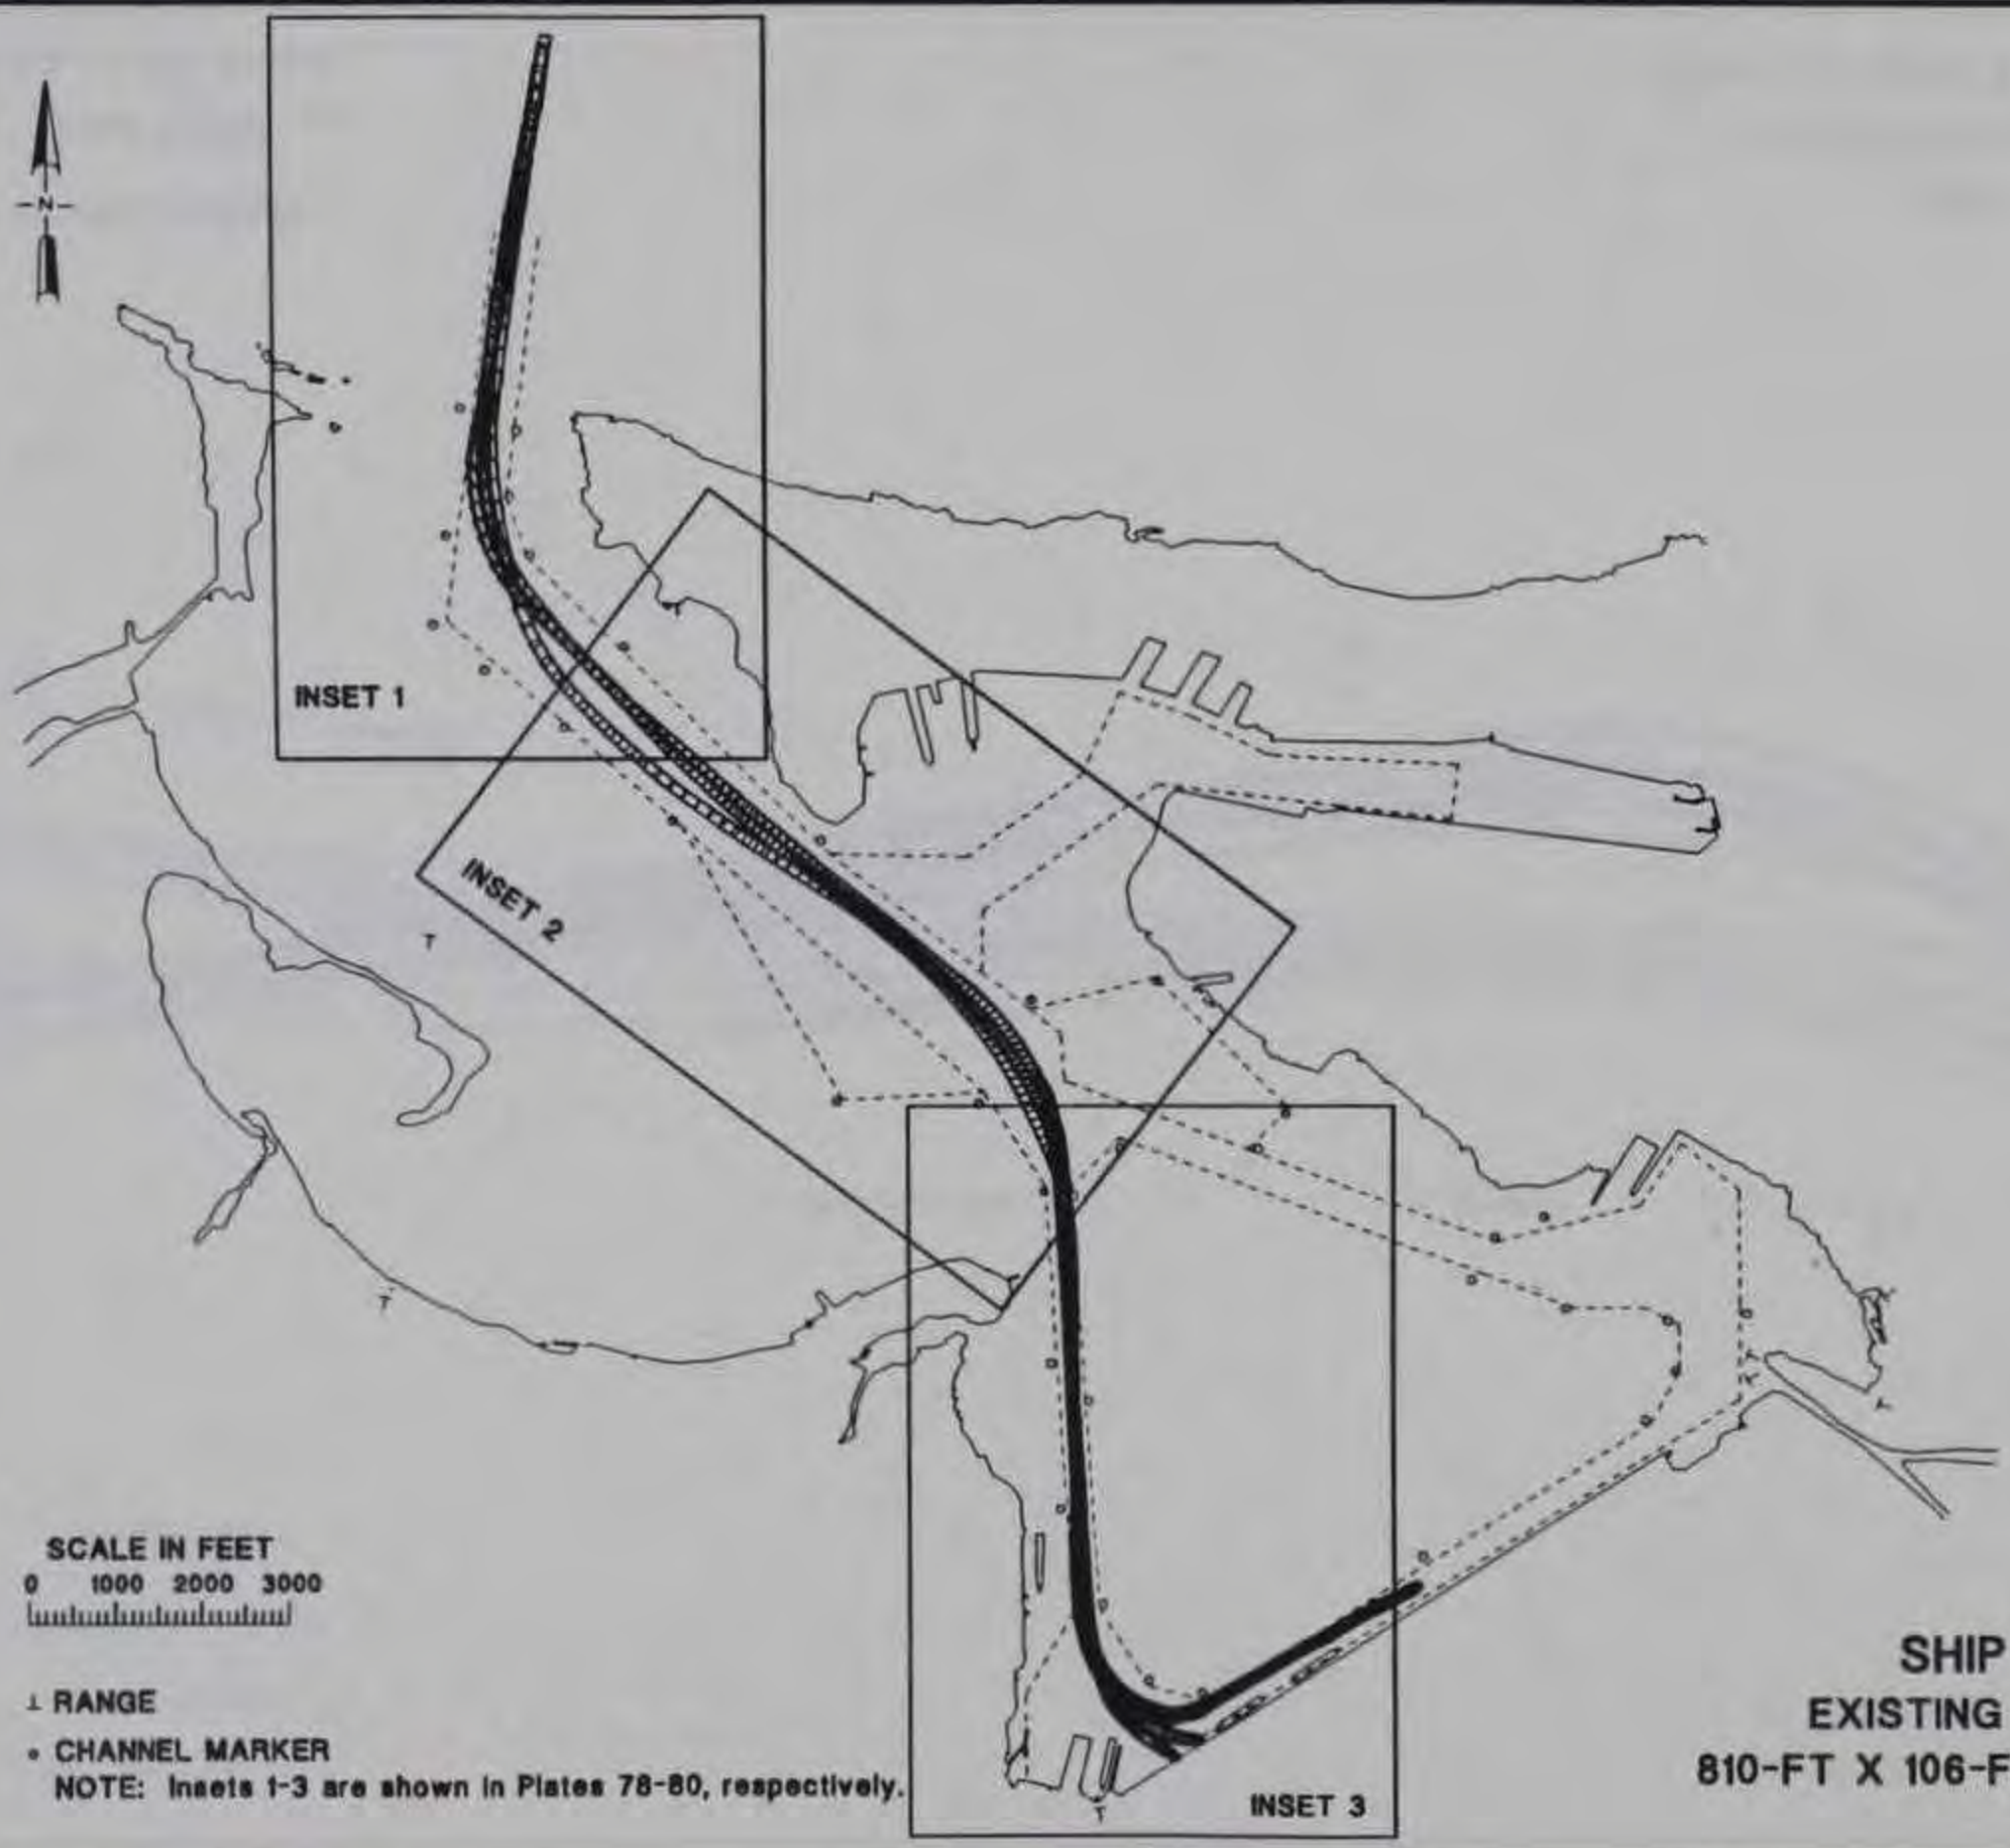 N
INSET 1
INSET 2
SCALE IN FEET
0 1000 2000 3000
RANGE
CHANNEL MARKER
NOTE: Insets 1-3 are shown in Plates 78-80, respectively.
INSET 3
SHIP
EXISTING
810-FT X 106-F